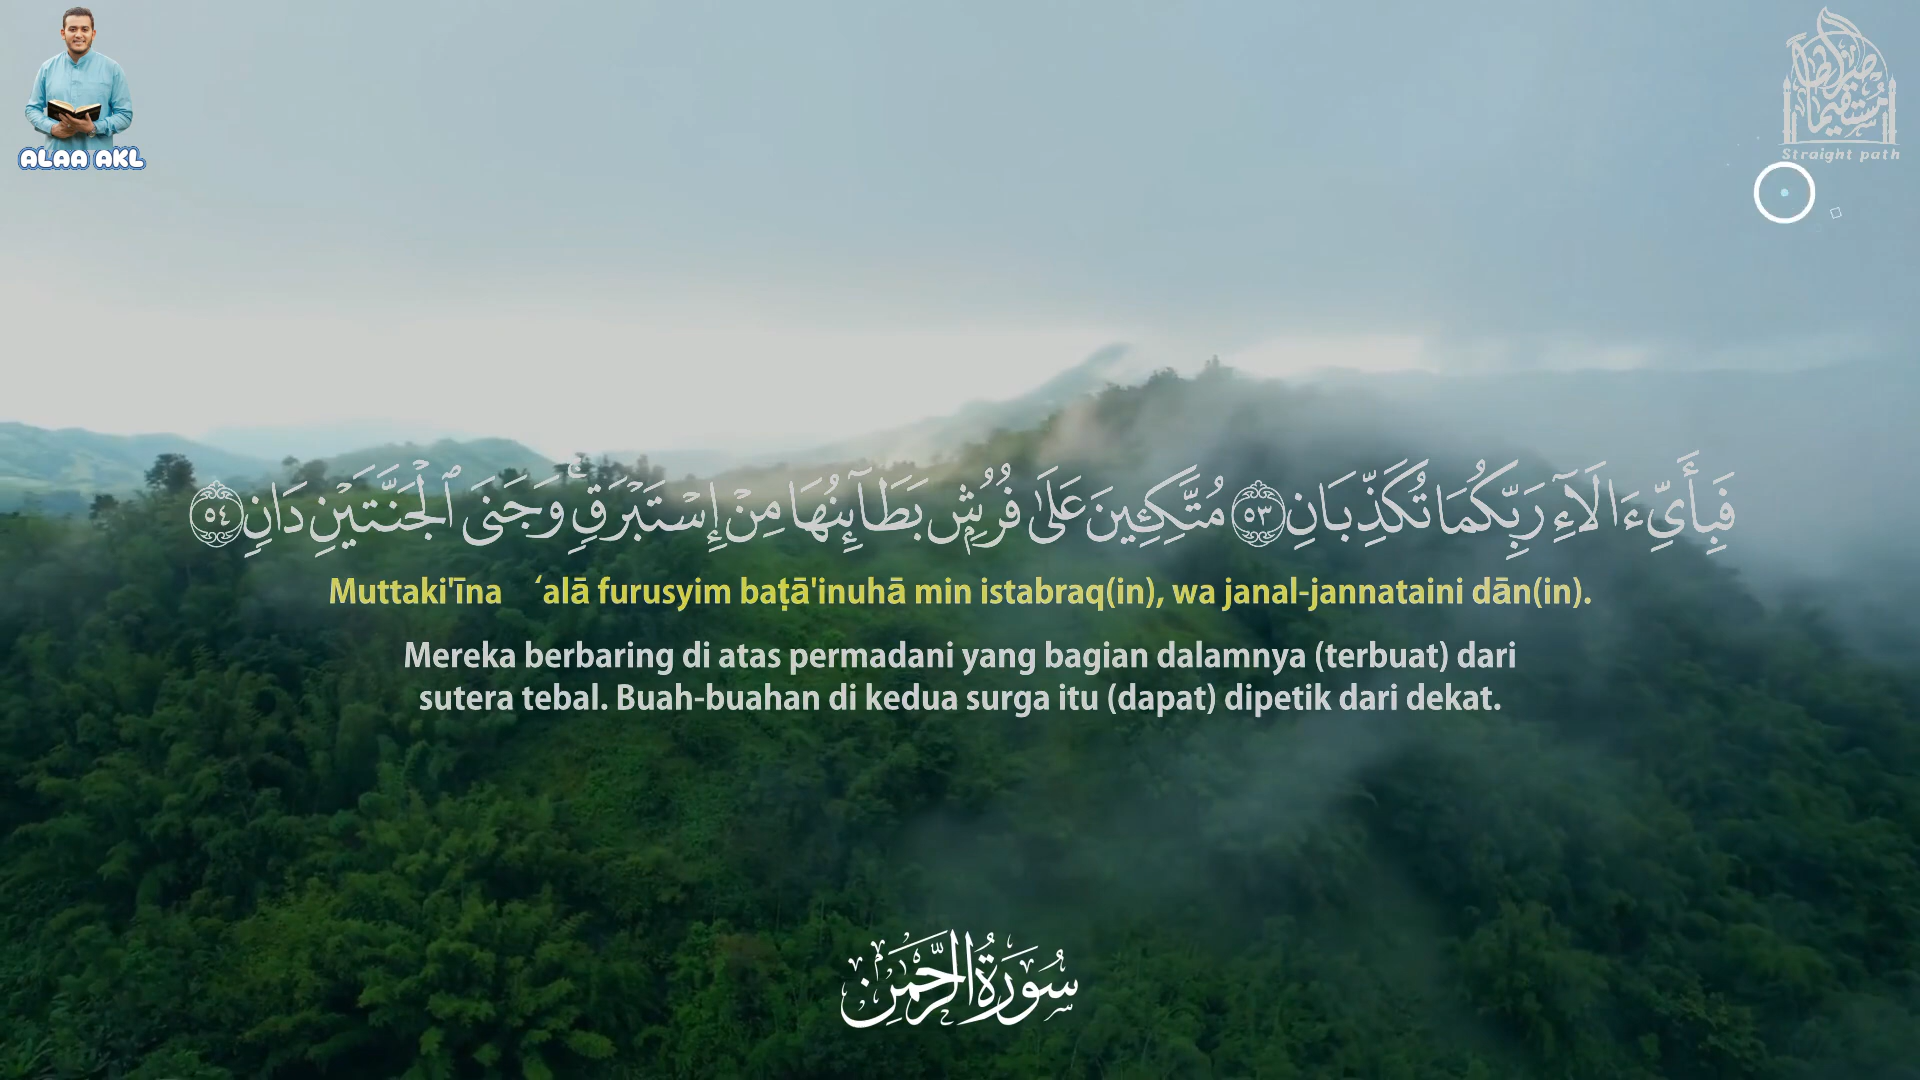 ALAA AKL
صراطا مستقيما
Straight path
فَبِأَيِّ ءَالَآءِ رَبِّكُمَا تُكَذِّبَانِ ٥٣ مُتَّكِـِٔينَ عَلَىٰ فُرُشٍۭ بَطَآئِنُهَا مِنْ إِسْتَبْرَقٍۚ وَجَنَى ٱلْجَنَّتَيْنِ دَانٍ ٥٤
Muttaki'īna ‘alā furusyim baṭā'inuhā min istabraq(in), wa janal-jannataini dān(in).
Mereka berbaring di atas permadani yang bagian dalamnya (terbuat) dari
sutera tebal. Buah-buahan di kedua surga itu (dapat) dipetik dari dekat.
سُورَةُ الرَّحْمَٰنِ